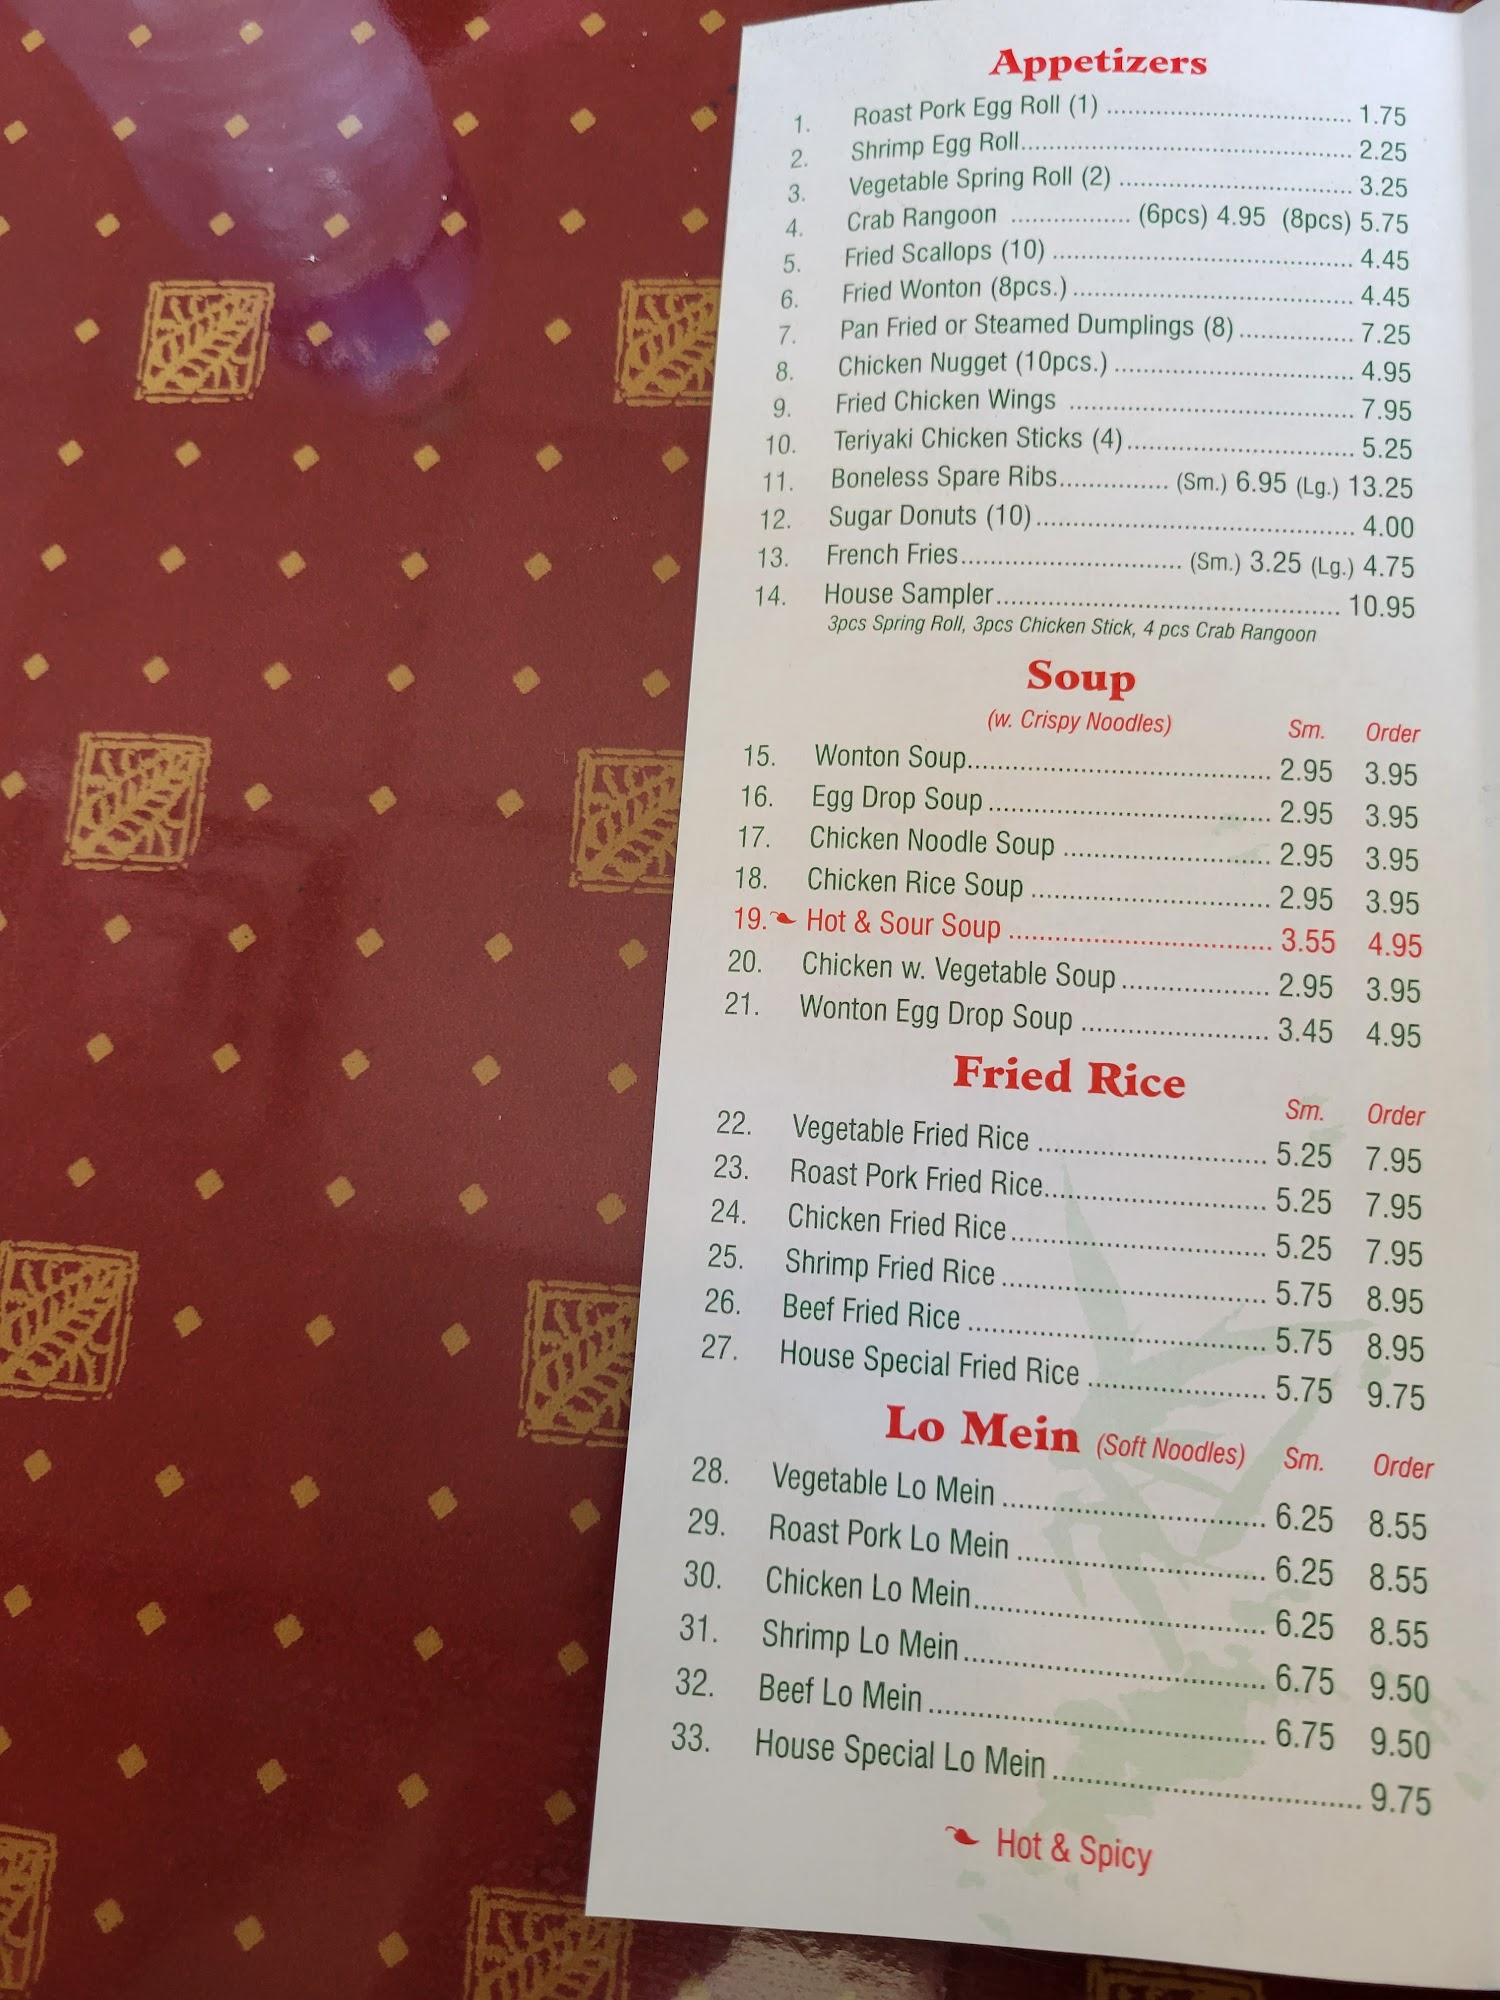 Appetizers
1. Roast Pork Egg Roll (1) 1.75
2. Shrimp Egg Roll 2.25
3. Vegetable Spring Roll (2) 3.25
4. Crab Rangoon (6pcs) 4.95 (8pcs) 5.75
5. Fried Scallops (10) 4.45
6. Fried Wonton (8pcs.) 4.45
7. Pan Fried or Steamed Dumplings (8) 7.25
8. Chicken Nugget (10pcs.) 4.95
9. Fried Chicken Wings 7.95
10. Teriyaki Chicken Sticks (4) 5.25
11. Boneless Spare Ribs (Sm.) 6.95 (Lg.) 13.25
12. Sugar Donuts (10) 4.00
13. French Fries (Sm.) 3.25 (Lg.) 4.75
14. House Sampler 10.95
3pcs Spring Roll, 3pcs Chicken Stick, 4 pcs Crab Rangoon
Soup
(w. Crispy Noodles) Sm. Order
15. Wonton Soup 2.95 3.95
16. Egg Drop Soup 2.95 3.95
17. Chicken Noodle Soup 2.95 3.95
18. Chicken Rice Soup 2.95 3.95
19. Hot & Sour Soup 3.55 4.95
20. Chicken w. Vegetable Soup 2.95 3.95
21. Wonton Egg Drop Soup 3.45 4.95
Fried Rice Sm. Order
22. Vegetable Fried Rice 5.25 7.95
23. Roast Pork Fried Rice 5.25 7.95
24. Chicken Fried Rice 5.25 7.95
25. Shrimp Fried Rice 5.75 8.95
26. Beef Fried Rice 5.75 8.95
27. House Special Fried Rice 5.75 9.75
Lo Mein (Soft Noodles) Sm. Order
28. Vegetable Lo Mein 6.25 8.55
29. Roast Pork Lo Mein 6.25 8.55
30. Chicken Lo Mein 6.25 8.55
31. Shrimp Lo Mein 6.75 9.50
32. Beef Lo Mein 6.75 9.50
33. House Special Lo Mein 9.75
Hot & Spicy